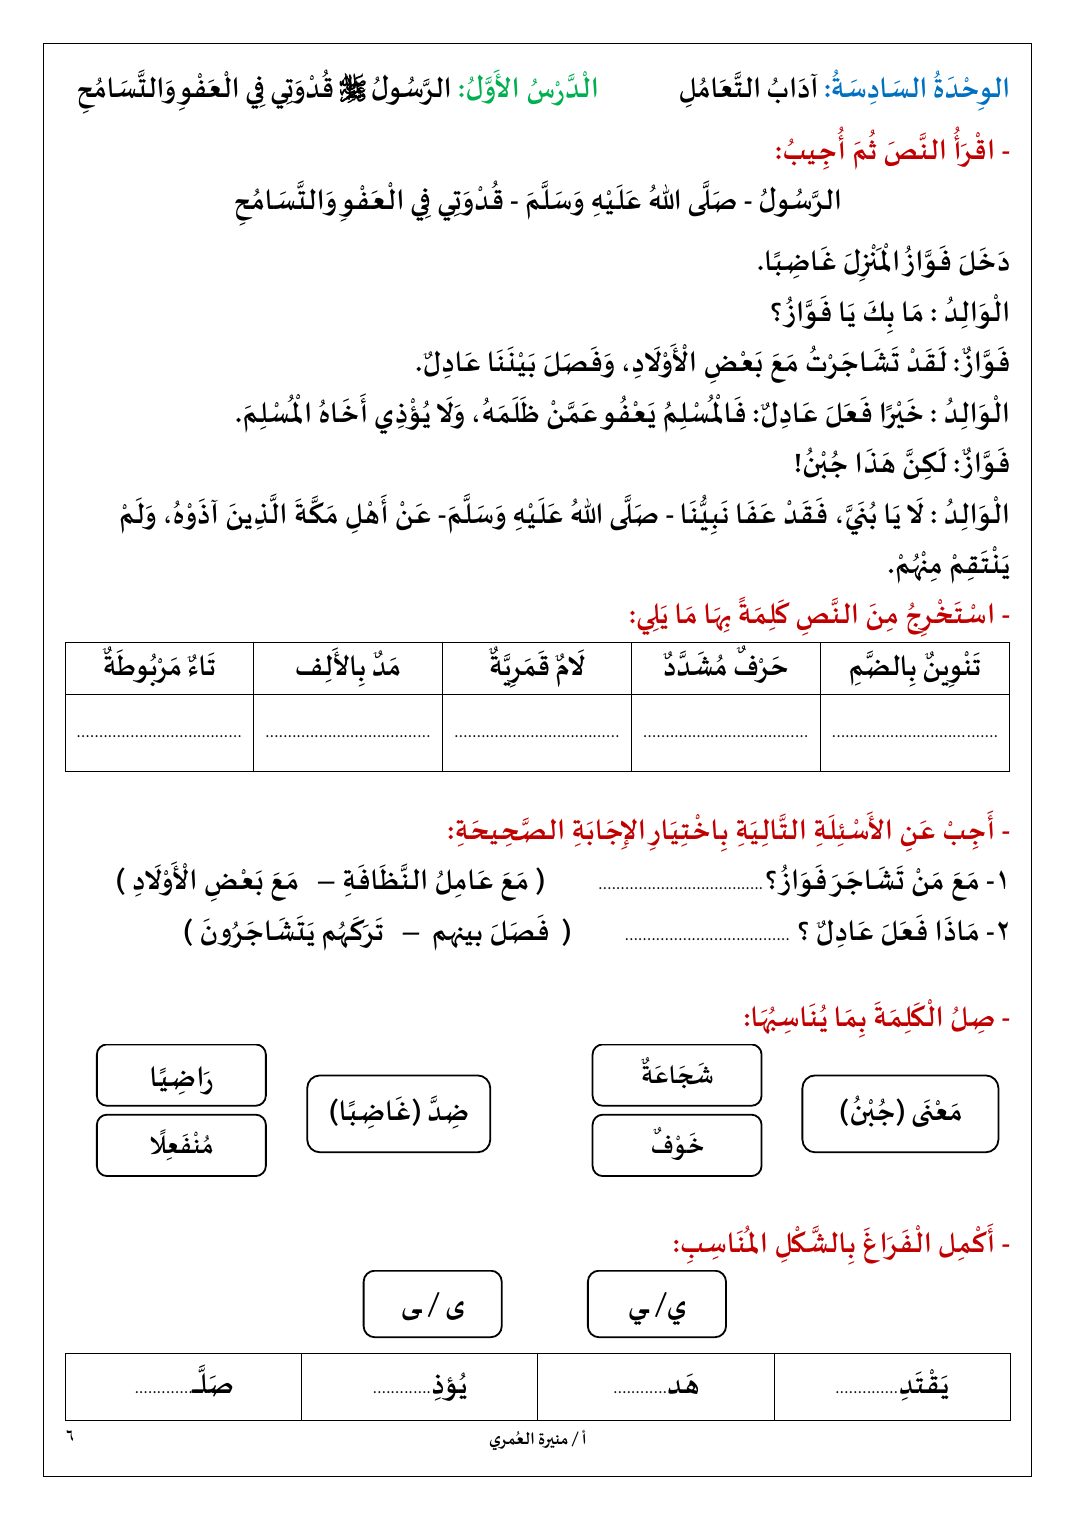 الوِحْدَةُ السَادِسَةُ: آدَابُ التَّعَامُلِ الْدَّرْسُ الأَوَّلُ: الرَّسُولُ ﷺ قُدْوَتِي فِي الْعَفْوِ وَالتَّسَامُحِ
- اقْرَأُ النَّصَ ثُمَ أُجِيبُ:
الرَّسُولُ - صَلَّى اللهُ عَلَيْهِ وَسَلَّمَ - قُدْوَتِي فِي الْعَفْوِ وَالتَّسَامُحِ
دَخَلَ فَوَّازُ الْمَنْزِلَ غَاضِبًا.
الْوَالِدُ : مَا بِكَ يَا فَوَّازُ؟
فَوَّازٌ: لَقَدْ تَشَاجَرْتُ مَعَ بَعْضِ الْأَوْلَادِ، وَفَصَلَ بَيْنَنَا عَادِلٌ.
الْوَالِدُ : خَيْرًا فَعَلَ عَادِلٌ: فَالْمُسْلِمُ يَعْفُو عَمَّنْ ظَلَمَهُ، وَلَا يُؤْذِي أَخَاهُ الْمُسْلِمَ.
فَوَّازٌ: لَكِنَّ هَذَا جُبْنُ!
الْوَالِدُ : لَا يَا بُنَيَّ، فَقَدْ عَفَا نَبِيُّنَا - صَلَّى اللهُ عَلَيْهِ وَسَلَّمَ- عَنْ أَهْلِ مَكَّةَ الَّذِينَ آذَوْهُ، وَلَمْ
يَنْتَقِمْ مِنْهُمْ.
- اسْتَخْرِجُ مِنَ النَّصِ كَلِمَةً بِهَا مَا يَلِي:
تَنْوِينٌ بِالضَّمِ حَرْفٌ مُشَدَّدٌ لَامٌ قَمَرِيَّةٌ مَدٌ بِالأَلِف تَاءٌ مَرْبُوطَةٌ
..................................... ..................................... ..................................... ..................................... .....................................
- أَجِبْ عَنِ الأَسْئِلَةِ التَّالِيَةِ بِاخْتِيَارِ الإِجَابَةِ الصَّحِيحَةِ:
١- مَعَ مَنْ تَشَاجَرَ فَوَازُ؟..................................... ( مَعَ عَامِلُ النَّظَافَةِ – مَعَ بَعْضِ الْأَوْلَادِ )
٢- مَاذَا فَعَلَ عَادِلٌ ؟ ..................................... ( فَصَلَ بينهم – تَرَكَهُم يَتَشَاجَرُونَ )
- صِلُ الْكَلِمَةَ بِمَا يُنَاسِبُهَا:
مَعْنَى (جُبْنُ)
شَجَاعَةٌ
خَوْفٌ
ضِدَّ (غَاضِبًا)
رَاضِيًا
مُنْفَعِلًا
- أَكْمِل الْفَرَاغَ بِالشَّكْلِ المُنَاسِبِ:
ي/ ـي ى / ـى
يَقْتَدِ.............. هَد............ يُؤذِ............. صَلَّـ.............
أ / منيرة العُمري
٦